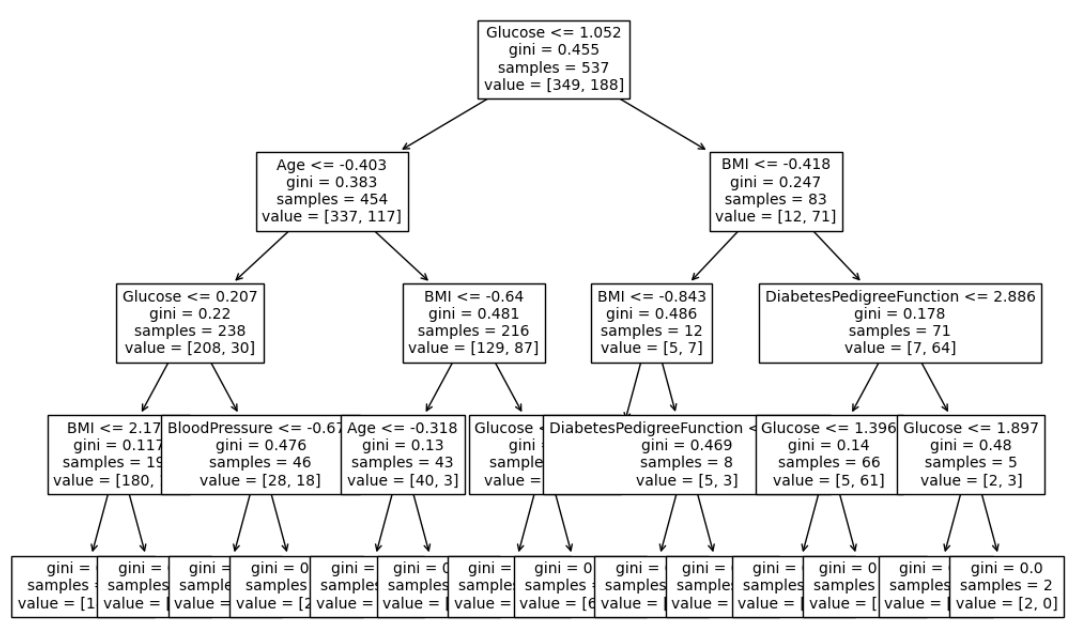 Glucose <= 1.052
gini = 0.455
samples = 537
value = [349, 188]
Age <= -0.403
gini = 0.383
samples = 454
value = [337, 117]
BMI <= -0.418
gini = 0.247
samples = 83
value = [12, 71]
Glucose <= 0.207
gini = 0.22
samples = 238
value = [208, 30]
BMI <= -0.64
gini = 0.481
samples = 216
value = [129, 87]
BMI <= -0.843
gini = 0.486
samples = 12
value = [5, 7]
DiabetesPedigreeFunction <= 2.886
gini = 0.178
samples = 71
value = [7, 64]
BMI <= 2.17
gini = 0.117
samples = 19
value = [180,
BloodPressure <= -0.67
gini = 0.476
samples = 46
value = [28, 18]
Age <= -0.318
gini = 0.13
samples = 43
value = [40, 3]
Glucose <
gini
sample
value =
DiabetesPedigreeFunction <
gini = 0.469
samples = 8
value = [5, 3]
Glucose <= 1.396
gini = 0.14
samples = 66
value = [5, 61]
Glucose <= 1.897
gini = 0.48
samples = 5
value = [2, 3]
gini =
samples
value = [1
gini =
samples
value = [
gini =
samples
value =
gini = 0
samples
value = [2
gini =
samples
value =
gini = 0
samples
value = [
gini =
samples
value =
gini = 0
samples
value = [6
gini =
samples
value = [
gini =
samples
value =
gini =
samples
value =
gini = 0
samples
value = [
gini =
samples
value = [
gini = 0.0
samples = 2
value = [2, 0]